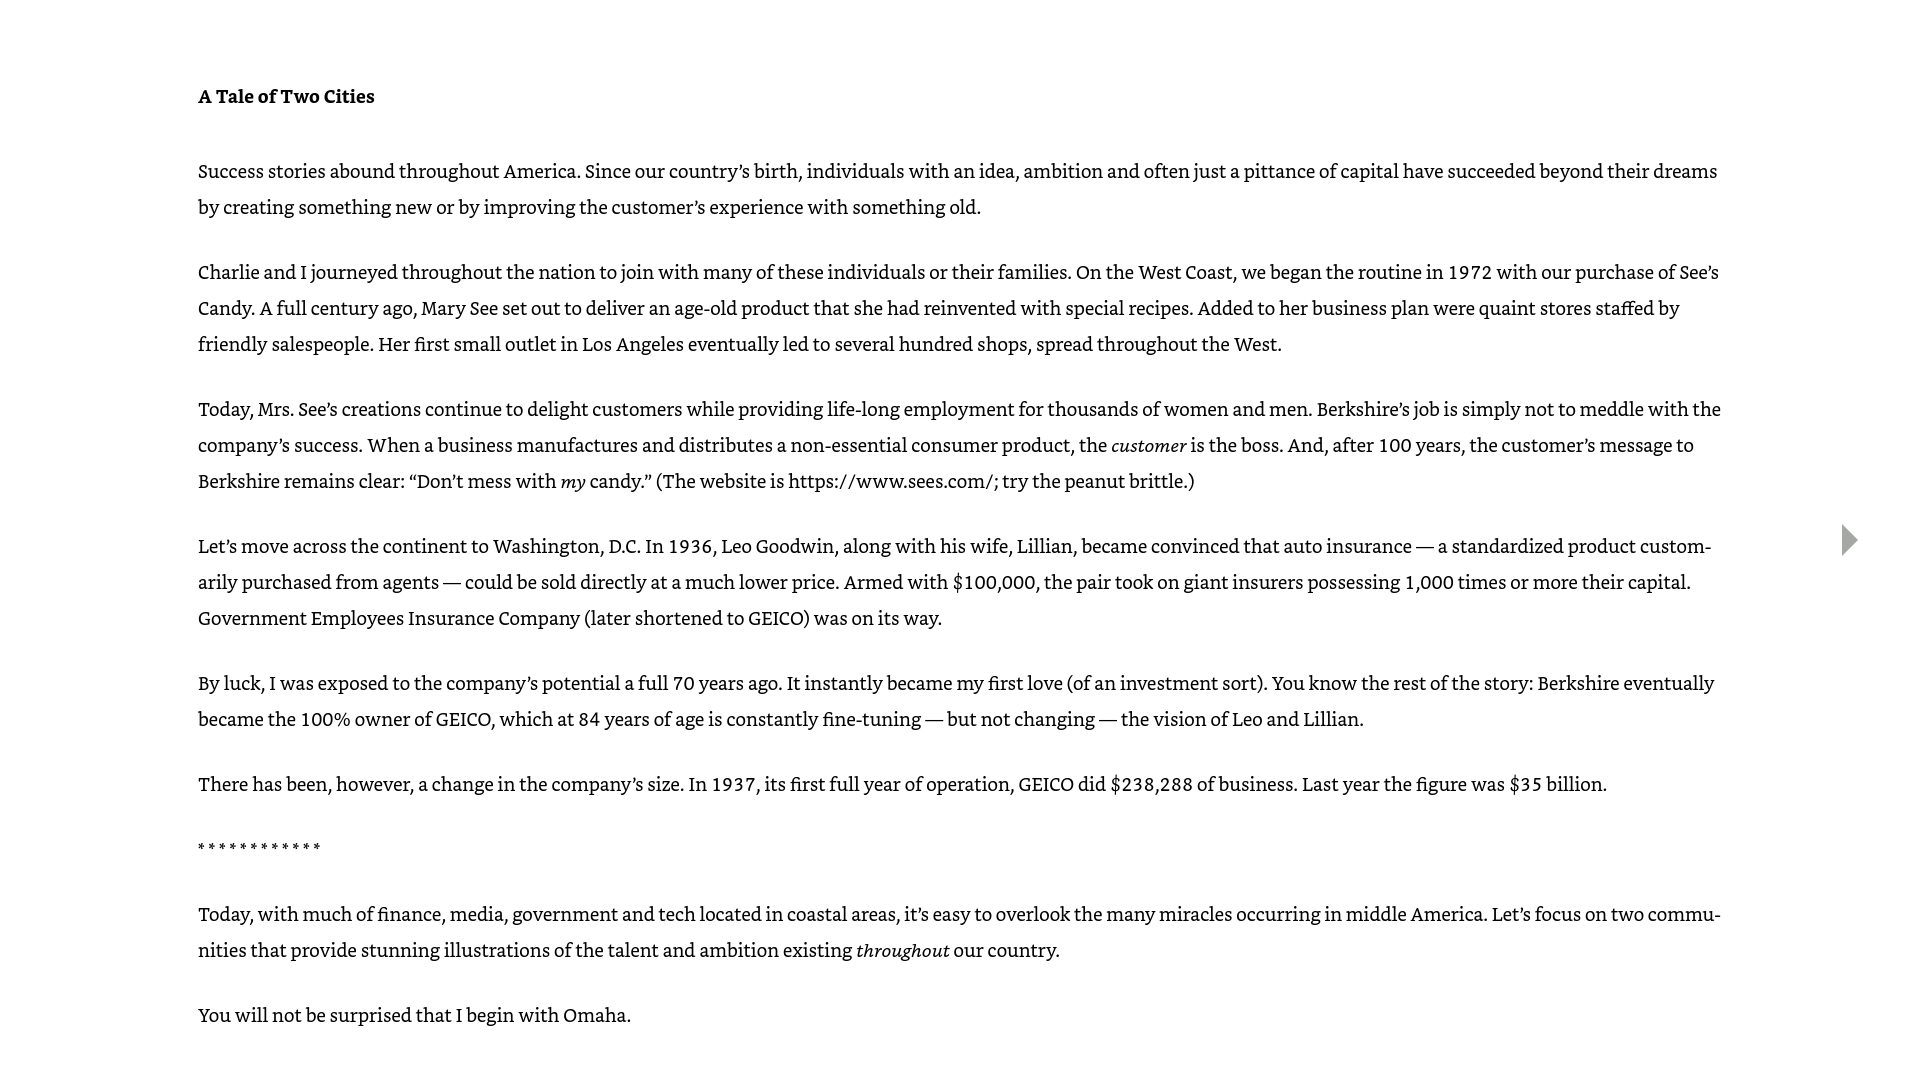 A Tale of Two Cities
Success stories abound throughout America. Since our country’s birth, individuals with an idea, ambition and often just a pittance of capital have succeeded beyond their dreams
by creating something new or by improving the customer’s experience with something old.
Charlie and I journeyed throughout the nation to join with many of these individuals or their families. On the West Coast, we began the routine in 1972 with our purchase of See’s
Candy. A full century ago, Mary See set out to deliver an age-old product that she had reinvented with special recipes. Added to her business plan were quaint stores staffed by
friendly salespeople. Her first small outlet in Los Angeles eventually led to several hundred shops, spread throughout the West.
Today, Mrs. See’s creations continue to delight customers while providing life-long employment for thousands of women and men. Berkshire’s job is simply not to meddle with the
company’s success. When a business manufactures and distributes a non-essential consumer product, the customer is the boss. And, after 100 years, the customer’s message to
Berkshire remains clear: “Don’t mess with my candy.” (The website is https://www.sees.com/; try the peanut brittle.)
Let’s move across the continent to Washington, D.C. In 1936, Leo Goodwin, along with his wife, Lillian, became convinced that auto insurance — a standardized product custom-
arily purchased from agents — could be sold directly at a much lower price. Armed with $100,000, the pair took on giant insurers possessing 1,000 times or more their capital.
Government Employees Insurance Company (later shortened to GEICO) was on its way.
By luck, I was exposed to the company’s potential a full 70 years ago. It instantly became my first love (of an investment sort). You know the rest of the story: Berkshire eventually
became the 100% owner of GEICO, which at 84 years of age is constantly fine-tuning — but not changing — the vision of Leo and Lillian.
There has been, however, a change in the company’s size. In 1937, its first full year of operation, GEICO did $238,288 of business. Last year the figure was $35 billion.
* * * * * * * * * * * *
Today, with much of finance, media, government and tech located in coastal areas, it’s easy to overlook the many miracles occurring in middle America. Let’s focus on two commu-
nities that provide stunning illustrations of the talent and ambition existing throughout our country.
You will not be surprised that I begin with Omaha.